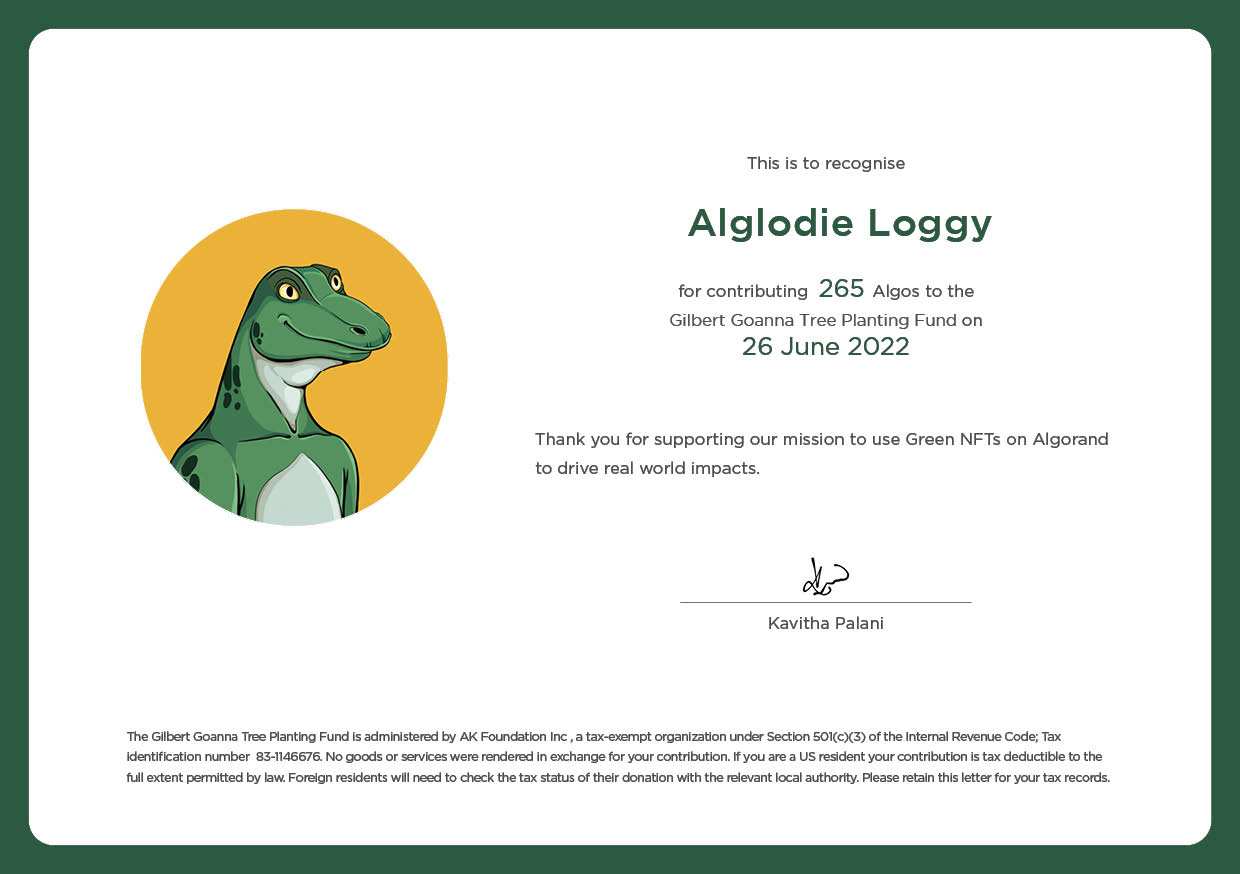 This is to recognise
Alglodie Loggy
for contributing 265 Algos to the
Gilbert Goanna Tree Planting Fund on
26 June 2022
Thank you for supporting our mission to use Green NFTs on Algorand
to drive real world impacts.
Kavitha Palani
The Gilbert Goanna Tree Planting Fund is administered by AK Foundation Inc , a tax-exempt organization under Section 501(c)(3) of the Internal Revenue Code; Tax
identification number 83-1146676. No goods or services were rendered in exchange for your contribution. If you are a US resident your contribution is tax deductible to the
full extent permitted by law. Foreign residents will need to check the tax status of their donation with the relevant local authority. Please retain this letter for your tax records.